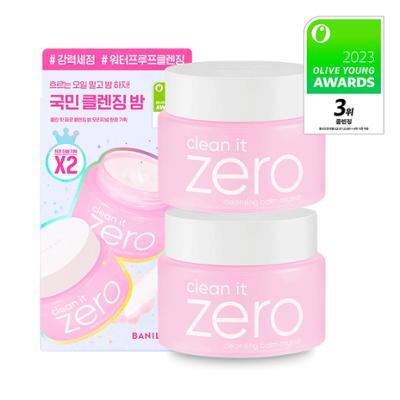 #강력세정 #워터프루프클렌징
흐르는 오일 말고 밤 하자!
국민 클렌징 밤
X2
clean it
zero
BANIL
clean it
zero
cleansing balm original
clean it
zero
cleansing balm original
2023
OLIVE YOUNG
AWARDS
3위
클렌징